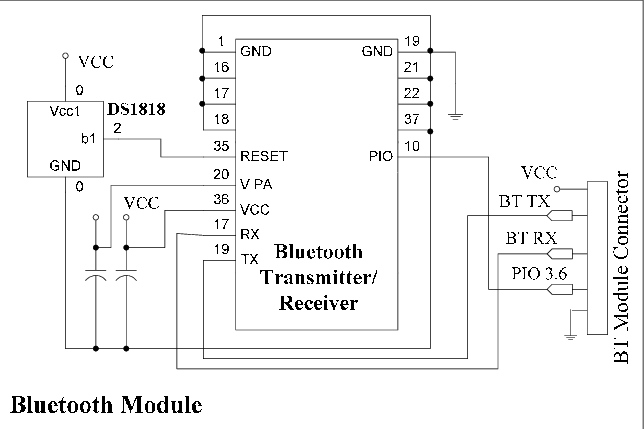 VCC
0
Vcc1
DS1818
b1
2
GND
0
VCC
1
GND
GND
19
16
21
17
22
18
37
35
RESET
PIO
10
20
V PA
36
VCC
17
RX
19
TX
Bluetooth
Transmitter/
Receiver
VCC
BT TX
BT RX
PIO 3.6
BT Module Connector
Bluetooth Module